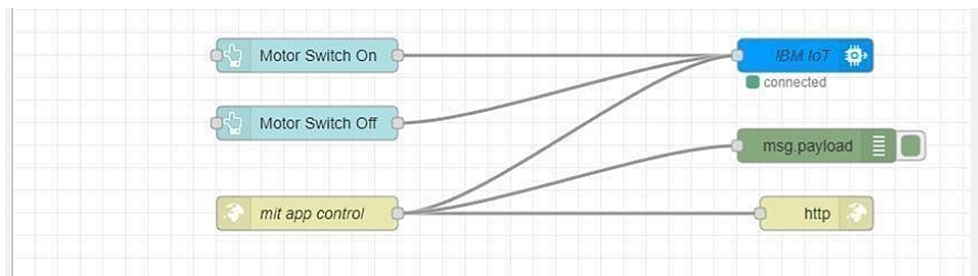 Motor Switch On
IBM IoT
connected
Motor Switch Off
msg.payload
mit app control
http